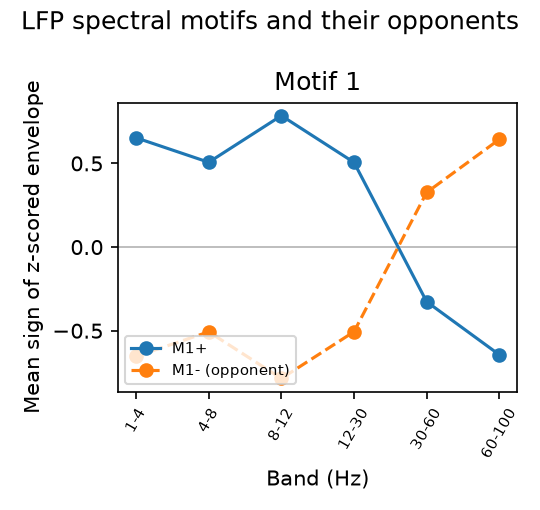 LFP spectral motifs and their opponents
Motif 1
Mean sign of z-scored envelope
0.5
0.0
−0.5
M1+
M1- (opponent)
1-4
4-8
8-12
12-30
30-60
60-100
Band (Hz)